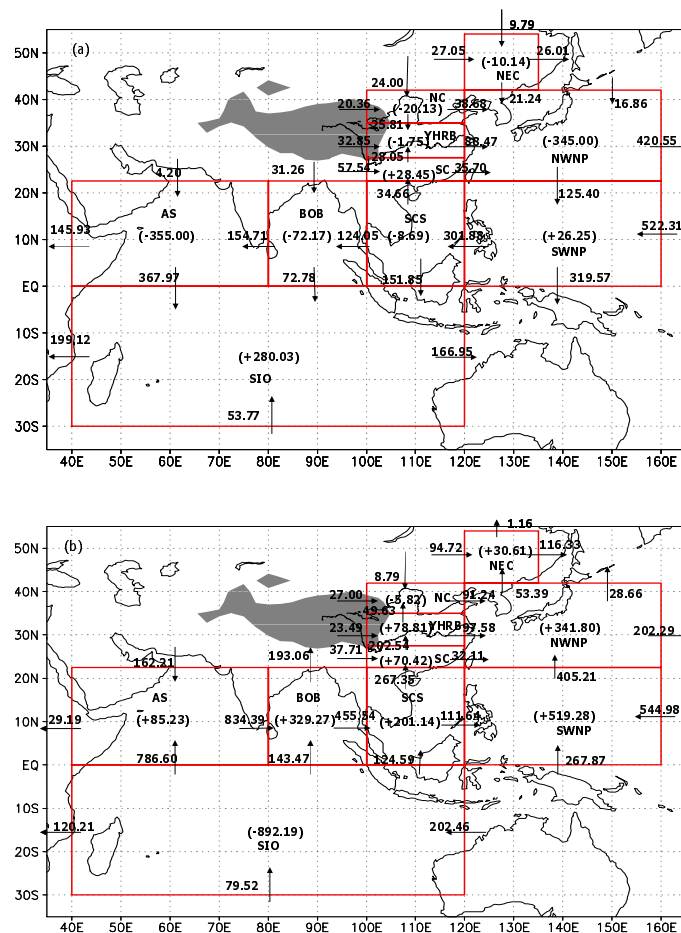 9.79
50N (a) 27.05 26.01
(-10.14)
NEC
24.00
40N 20.36 NC 38.68 21.24 16.86
(-20.13)
25.81
YHRB
30N 32.85 (-1.75) 88.47 (-345.00) 420.55
28.05 NWNP
4.20 31.26 57.54 (+28.45) SC 35.70
20N 34.66 125.40
AS BOB SCS
145.93 522.31
10N (-355.00) 154.71 (-72.17) 124.05 (-8.69) 301.88 (+26.25)
SWNP
367.97 72.78 151.85 319.57
EQ
10S
199.12 166.95
(+280.03)
20S SIO
53.77
30S
40E 50E 60E 70E 80E 90E 100E 110E 120E 130E 140E 150E 160E
1.16
50N (b) 94.72 116.33
(+30.61)
NEC
8.79
40N 27.00 (-5.82) NC 91.24 53.39 28.66
49.63
30N 23.49 (+78.81) YHRB 97.58 (+341.80) 202.29
NWNP
202.54
162.21 193.06 37.71 (+70.42) SC 32.11
20N 267.35 405.21
AS BOB SCS
10N 29.19 (+85.23) 834.39 (+329.27) 455.54 (+201.14) 111.64 (+519.28) 544.98
SWNP
786.60 143.47 124.59 267.87
EQ
10S
120.21 (-892.19) 202.46
SIO
20S
79.52
30S
40E 50E 60E 70E 80E 90E 100E 110E 120E 130E 140E 150E 160E